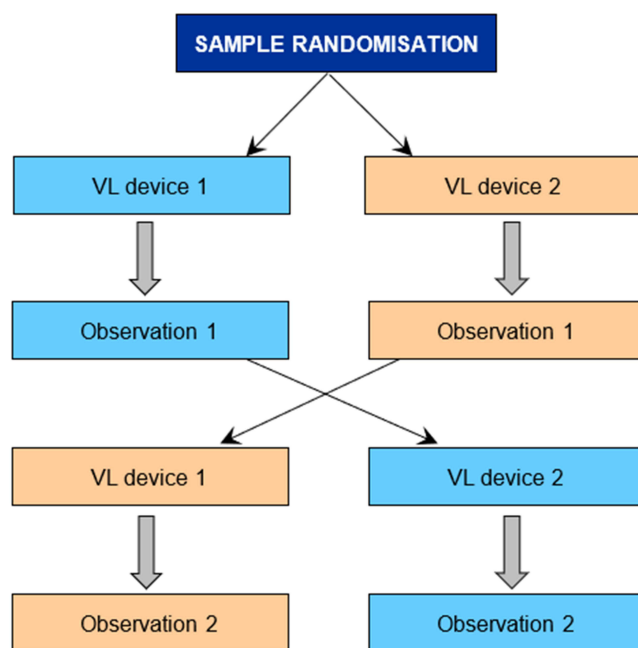 SAMPLE RANDOMISATION
VL device 1
VL device 2
Observation 1
Observation 1
VL device 1
VL device 2
Observation 2
Observation 2